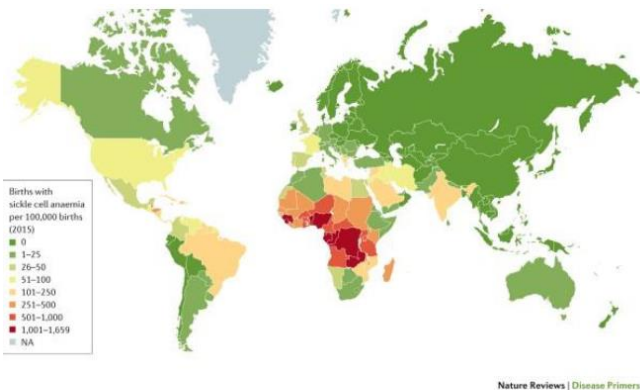 Births with
sickle cell anaemia
per 100,000 births
(2015)
0
1–25
26–50
51–100
101–250
251–500
501–1,000
1,001–1,659
NA
Nature Reviews | Disease Primers